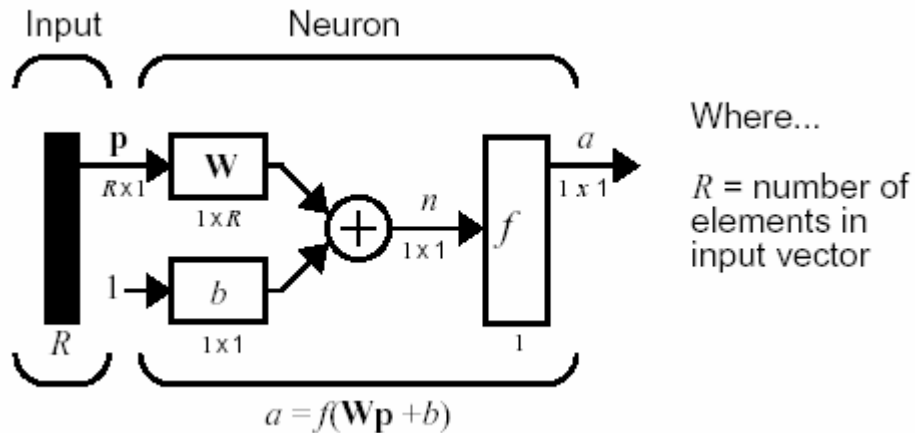 Input
Neuron
p
R x 1
W
1 x R
1
b
1 x 1
n
1 x 1
f
1
a
1 x 1
R
a = f(Wp +b)
Where...
R = number of
elements in
input vector